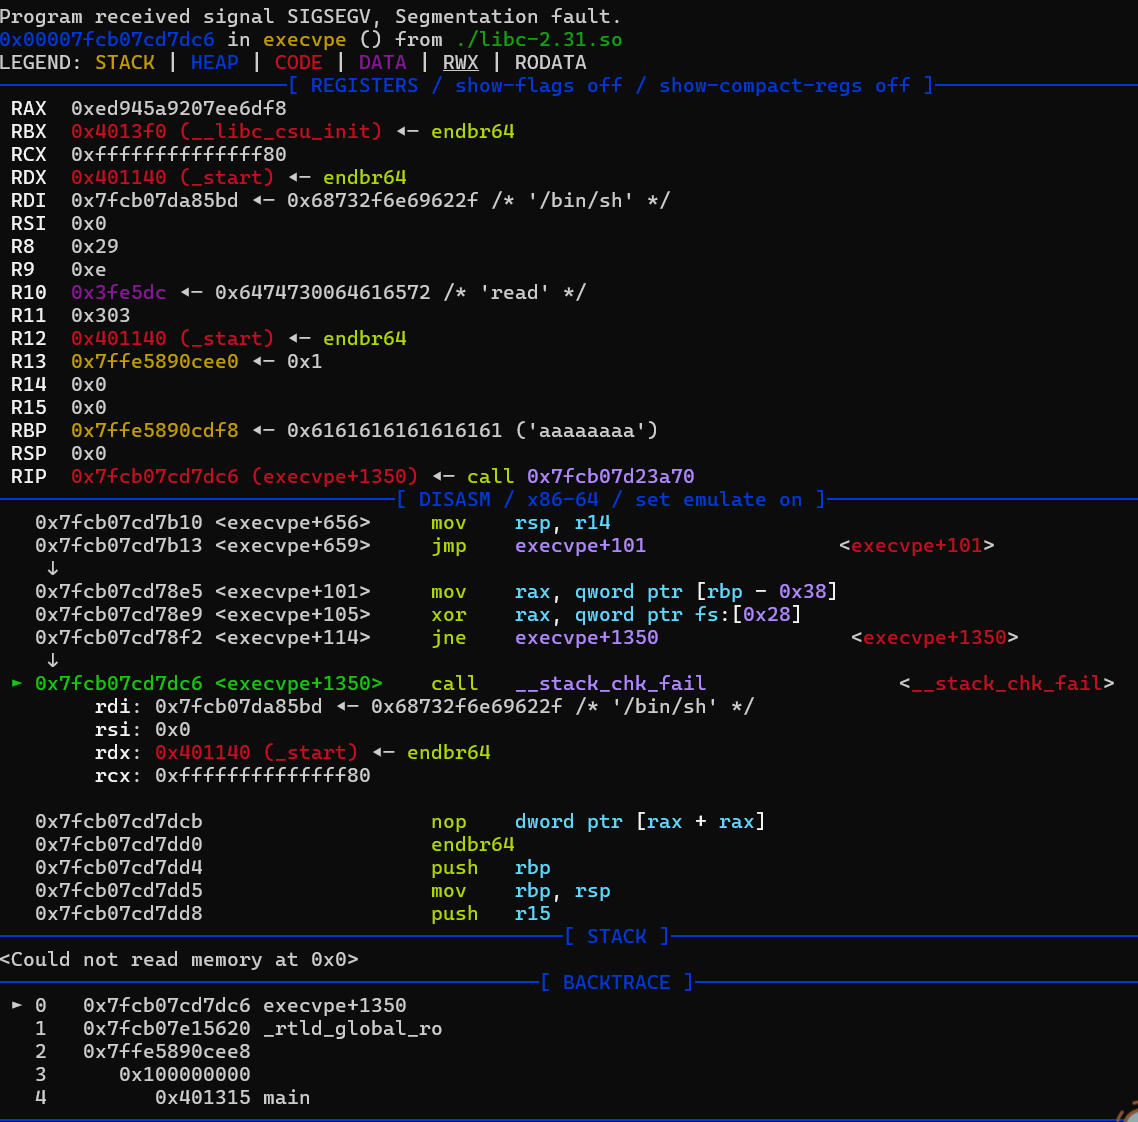 Program received signal SIGSEGV, Segmentation fault.
0x00007fcb07cd7dc6 in execvpe () from ./libc-2.31.so
LEGEND: STACK | HEAP | CODE | DATA | RWX | RODATA
[ REGISTERS / show-flags off / show-compact-regs off ]
RAX  0xed945a9207ee6df8
RBX  0x4013f0 (__libc_csu_init) ◂— endbr64
RCX  0xffffffffffffff80
RDX  0x401140 (_start) ◂— endbr64
RDI  0x7fcb07da85bd ◂— 0x68732f6e69622f /* '/bin/sh' */
RSI  0x0
R8   0x29
R9   0xe
R10  0x3fe5dc ◂— 0x6474730064616572 /* 'read' */
R11  0x303
R12  0x401140 (_start) ◂— endbr64
R13  0x7ffe5890cee0 ◂— 0x1
R14  0x0
R15  0x0
RBP  0x7ffe5890cdf8 ◂— 0x6161616161616161 ('aaaaaaaa')
RSP  0x0
RIP  0x7fcb07cd7dc6 (execvpe+1350) ◂— call 0x7fcb07d23a70
[ DISASM / x86-64 / set emulate on ]
0x7fcb07cd7b10 <execvpe+656>     mov    rsp, r14
0x7fcb07cd7b13 <execvpe+659>     jmp    execvpe+101                <execvpe+101>
↓
0x7fcb07cd78e5 <execvpe+101>     mov    rax, qword ptr [rbp - 0x38]
0x7fcb07cd78e9 <execvpe+105>     xor    rax, qword ptr fs:[0x28]
0x7fcb07cd78f2 <execvpe+114>     jne    execvpe+1350                <execvpe+1350>
↓
► 0x7fcb07cd7dc6 <execvpe+1350>    call   __stack_chk_fail                <__stack_chk_fail>
rdi: 0x7fcb07da85bd ◂— 0x68732f6e69622f /* '/bin/sh' */
rsi: 0x0
rdx: 0x401140 (_start) ◂— endbr64
rcx: 0xffffffffffffff80
0x7fcb07cd7dcb                   nop    dword ptr [rax + rax]
0x7fcb07cd7dd0                   endbr64
0x7fcb07cd7dd4                   push   rbp
0x7fcb07cd7dd5                   mov    rbp, rsp
0x7fcb07cd7dd8                   push   r15
[ STACK ]
<Could not read memory at 0x0>
[ BACKTRACE ]
► 0   0x7fcb07cd7dc6 execvpe+1350
1   0x7fcb07e15620 _rtld_global_ro
2   0x7ffe5890cee8
3      0x100000000
4         0x401315 main